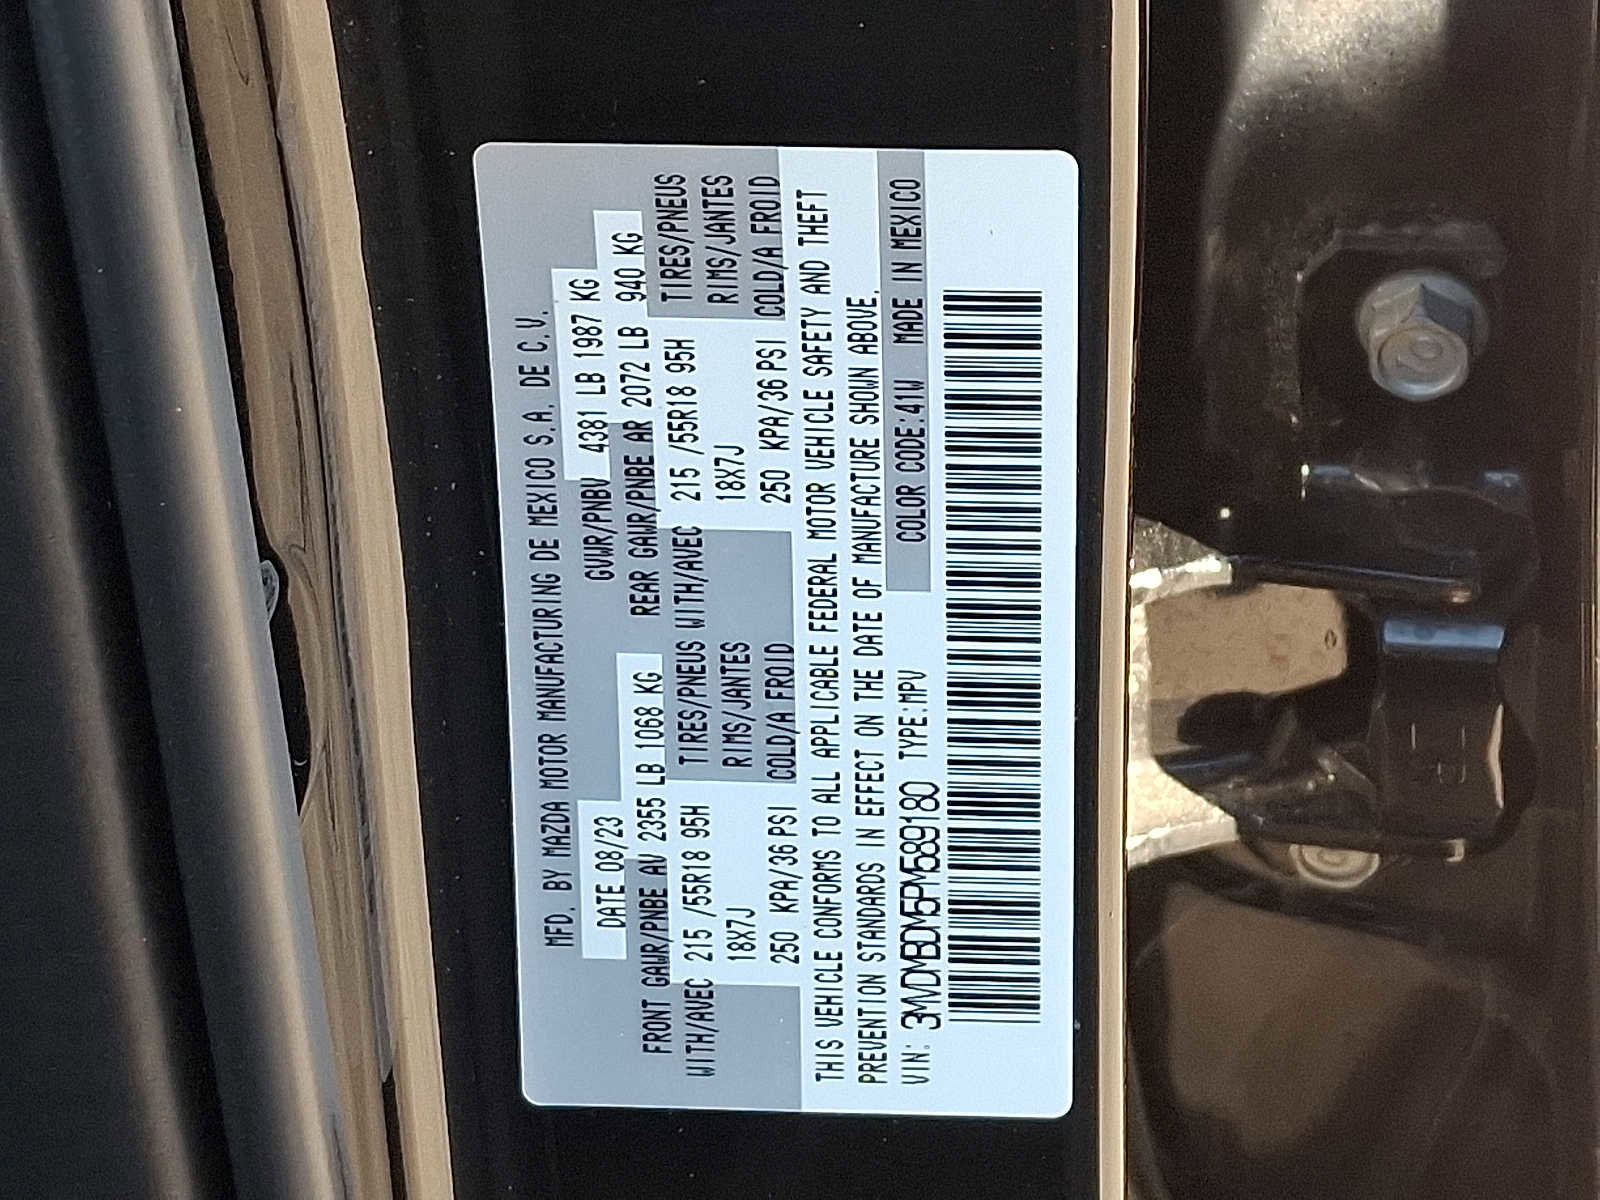 MFD. BY MAZDA MOTOR MANUFACTURING DE MEXICO S.A. DE C.V.
DATE 08/23 GVWR/PNBV 4381 LB 1987 KG
FRONT GAWR/PNBE AV 2355 LB 1068 KG REAR GAWR/PNBE AR 2072 LB 940 KG
WITH/AVEC 215 /55R18 95H TIRES/PNEUS WITH/AVEC 215 /55R18 95H TIRES/PNEUS
18X7J RIMS/JANTES 18X7J RIMS/JANTES
250 KPA/36 PSI COLD/A FROID 250 KPA/36 PSI COLD/A FROID
THIS VEHICLE CONFORMS TO ALL APPLICABLE FEDERAL MOTOR VEHICLE SAFETY AND THEFT
PREVENTION STANDARDS IN EFFECT ON THE DATE OF MANUFACTURE SHOWN ABOVE.
VIN: 3MVDMBDM5PM589180 TYPE:MPV COLOR CODE:41W MADE IN MEXICO